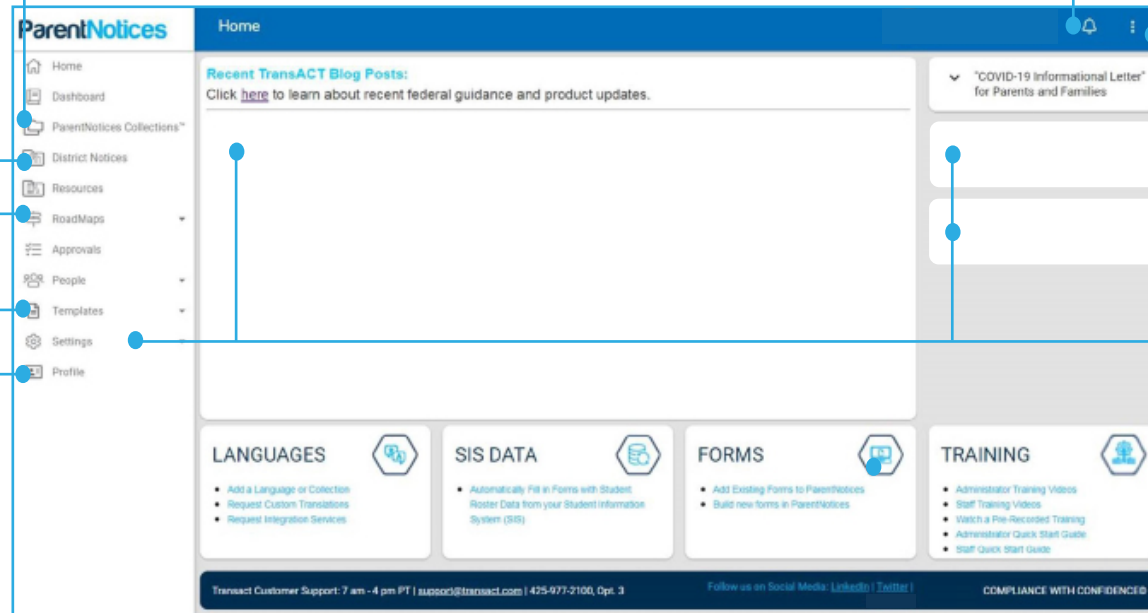 ParentNotices
Home
Home
Dashboard
ParentNotices Collections™
District Notices
Resources
RoadMaps
Approvals
People
Templates
Settings
Profile
Recent TransACT Blog Posts:
Click here to learn about recent federal guidance and product updates.
"COVID-19 Informational Letter"
for Parents and Families
LANGUAGES
Add a Language or Collection
Request Custom Translations
Request Integration Services
SIS DATA
Automatically Fill in Forms with Student
Roster Data from your Student Information
System (SIS)
FORMS
Add Existing Forms to ParentNotices
Build new forms in ParentNotices
TRAINING
Administrator Training Videos
Staff Training Videos
Watch a Pre-Recorded Training
Administrator Quick Start Guide
Staff Quick Start Guide
Transact Customer Support: 7 am - 4 pm PT | support@transact.com | 425-977-2100, Opt. 3
Follow us on Social Media: LinkedIn | Twitter |
COMPLIANCE WITH CONFIDENCE